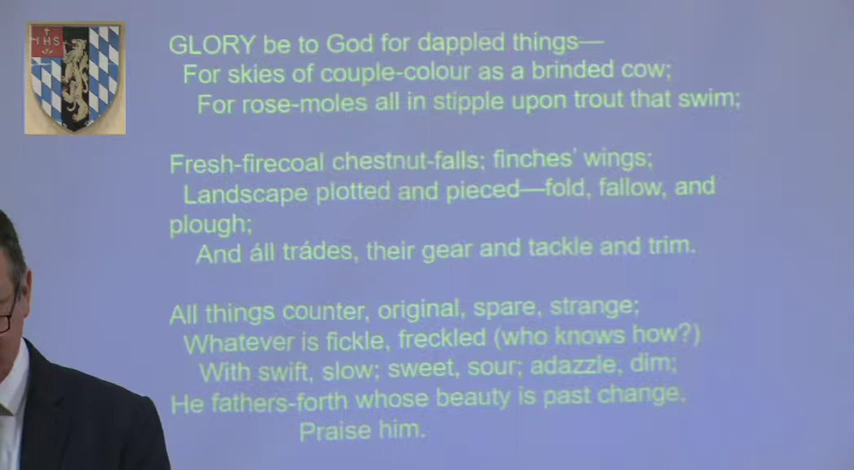 IHS
GLORY be to God for dappled things—
For skies of couple-colour as a brinded cow;
For rose-moles all in stipple upon trout that swim;
Fresh-firecoal chestnut-falls; finches' wings;
Landscape plotted and pieced—fold, fallow, and
plough;
And áll trádes, their gear and tackle and trim.
All things counter, original, spare, strange;
Whatever is fickle, freckled (who knows how?)
With swift, slow; sweet, sour; adazzle, dim;
He fathers-forth whose beauty is past change.
Praise him.